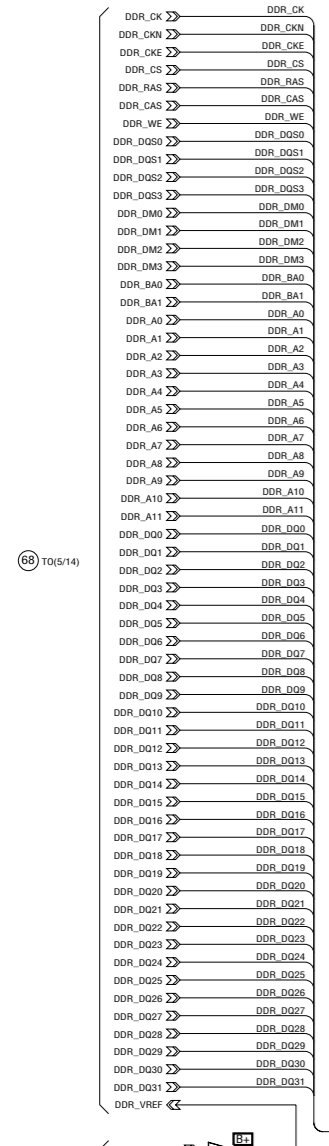 DDR_CK DDR_CK
DDR_CKN DDR_CKN
DDR_CKE DDR_CKE
DDR_CS DDR_CS
DDR_RAS DDR_RAS
DDR_CAS DDR_CAS
DDR_WE DDR_WE
DDR_DQS0 DDR_DQS0
DDR_DQS1 DDR_DQS1
DDR_DQS2 DDR_DQS2
DDR_DQS3 DDR_DQS3
DDR_DM0 DDR_DM0
DDR_DM1 DDR_DM1
DDR_DM2 DDR_DM2
DDR_DM3 DDR_DM3
DDR_BA0 DDR_BA0
DDR_BA1 DDR_BA1
DDR_A0 DDR_A0
DDR_A1 DDR_A1
DDR_A2 DDR_A2
DDR_A3 DDR_A3
DDR_A4 DDR_A4
DDR_A5 DDR_A5
DDR_A6 DDR_A6
DDR_A7 DDR_A7
DDR_A8 DDR_A8
DDR_A9 DDR_A9
DDR_A10 DDR_A10
DDR_A11 DDR_A11
DDR_DQ0 DDR_DQ0
DDR_DQ1 DDR_DQ1
68 TO(5/14)
DDR_DQ2 DDR_DQ2
DDR_DQ3 DDR_DQ3
DDR_DQ4 DDR_DQ4
DDR_DQ5 DDR_DQ5
DDR_DQ6 DDR_DQ6
DDR_DQ7 DDR_DQ7
DDR_DQ8 DDR_DQ8
DDR_DQ9 DDR_DQ9
DDR_DQ10 DDR_DQ10
DDR_DQ11 DDR_DQ11
DDR_DQ12 DDR_DQ12
DDR_DQ13 DDR_DQ13
DDR_DQ14 DDR_DQ14
DDR_DQ15 DDR_DQ15
DDR_DQ16 DDR_DQ16
DDR_DQ17 DDR_DQ17
DDR_DQ18 DDR_DQ18
DDR_DQ19 DDR_DQ19
DDR_DQ20 DDR_DQ20
DDR_DQ21 DDR_DQ21
DDR_DQ22 DDR_DQ22
DDR_DQ23 DDR_DQ23
DDR_DQ24 DDR_DQ24
DDR_DQ25 DDR_DQ25
DDR_DQ26 DDR_DQ26
DDR_DQ27 DDR_DQ27
DDR_DQ28 DDR_DQ28
DDR_DQ29 DDR_DQ29
DDR_DQ30 DDR_DQ30
DDR_DQ31 DDR_DQ31
DDR_VREF
B+